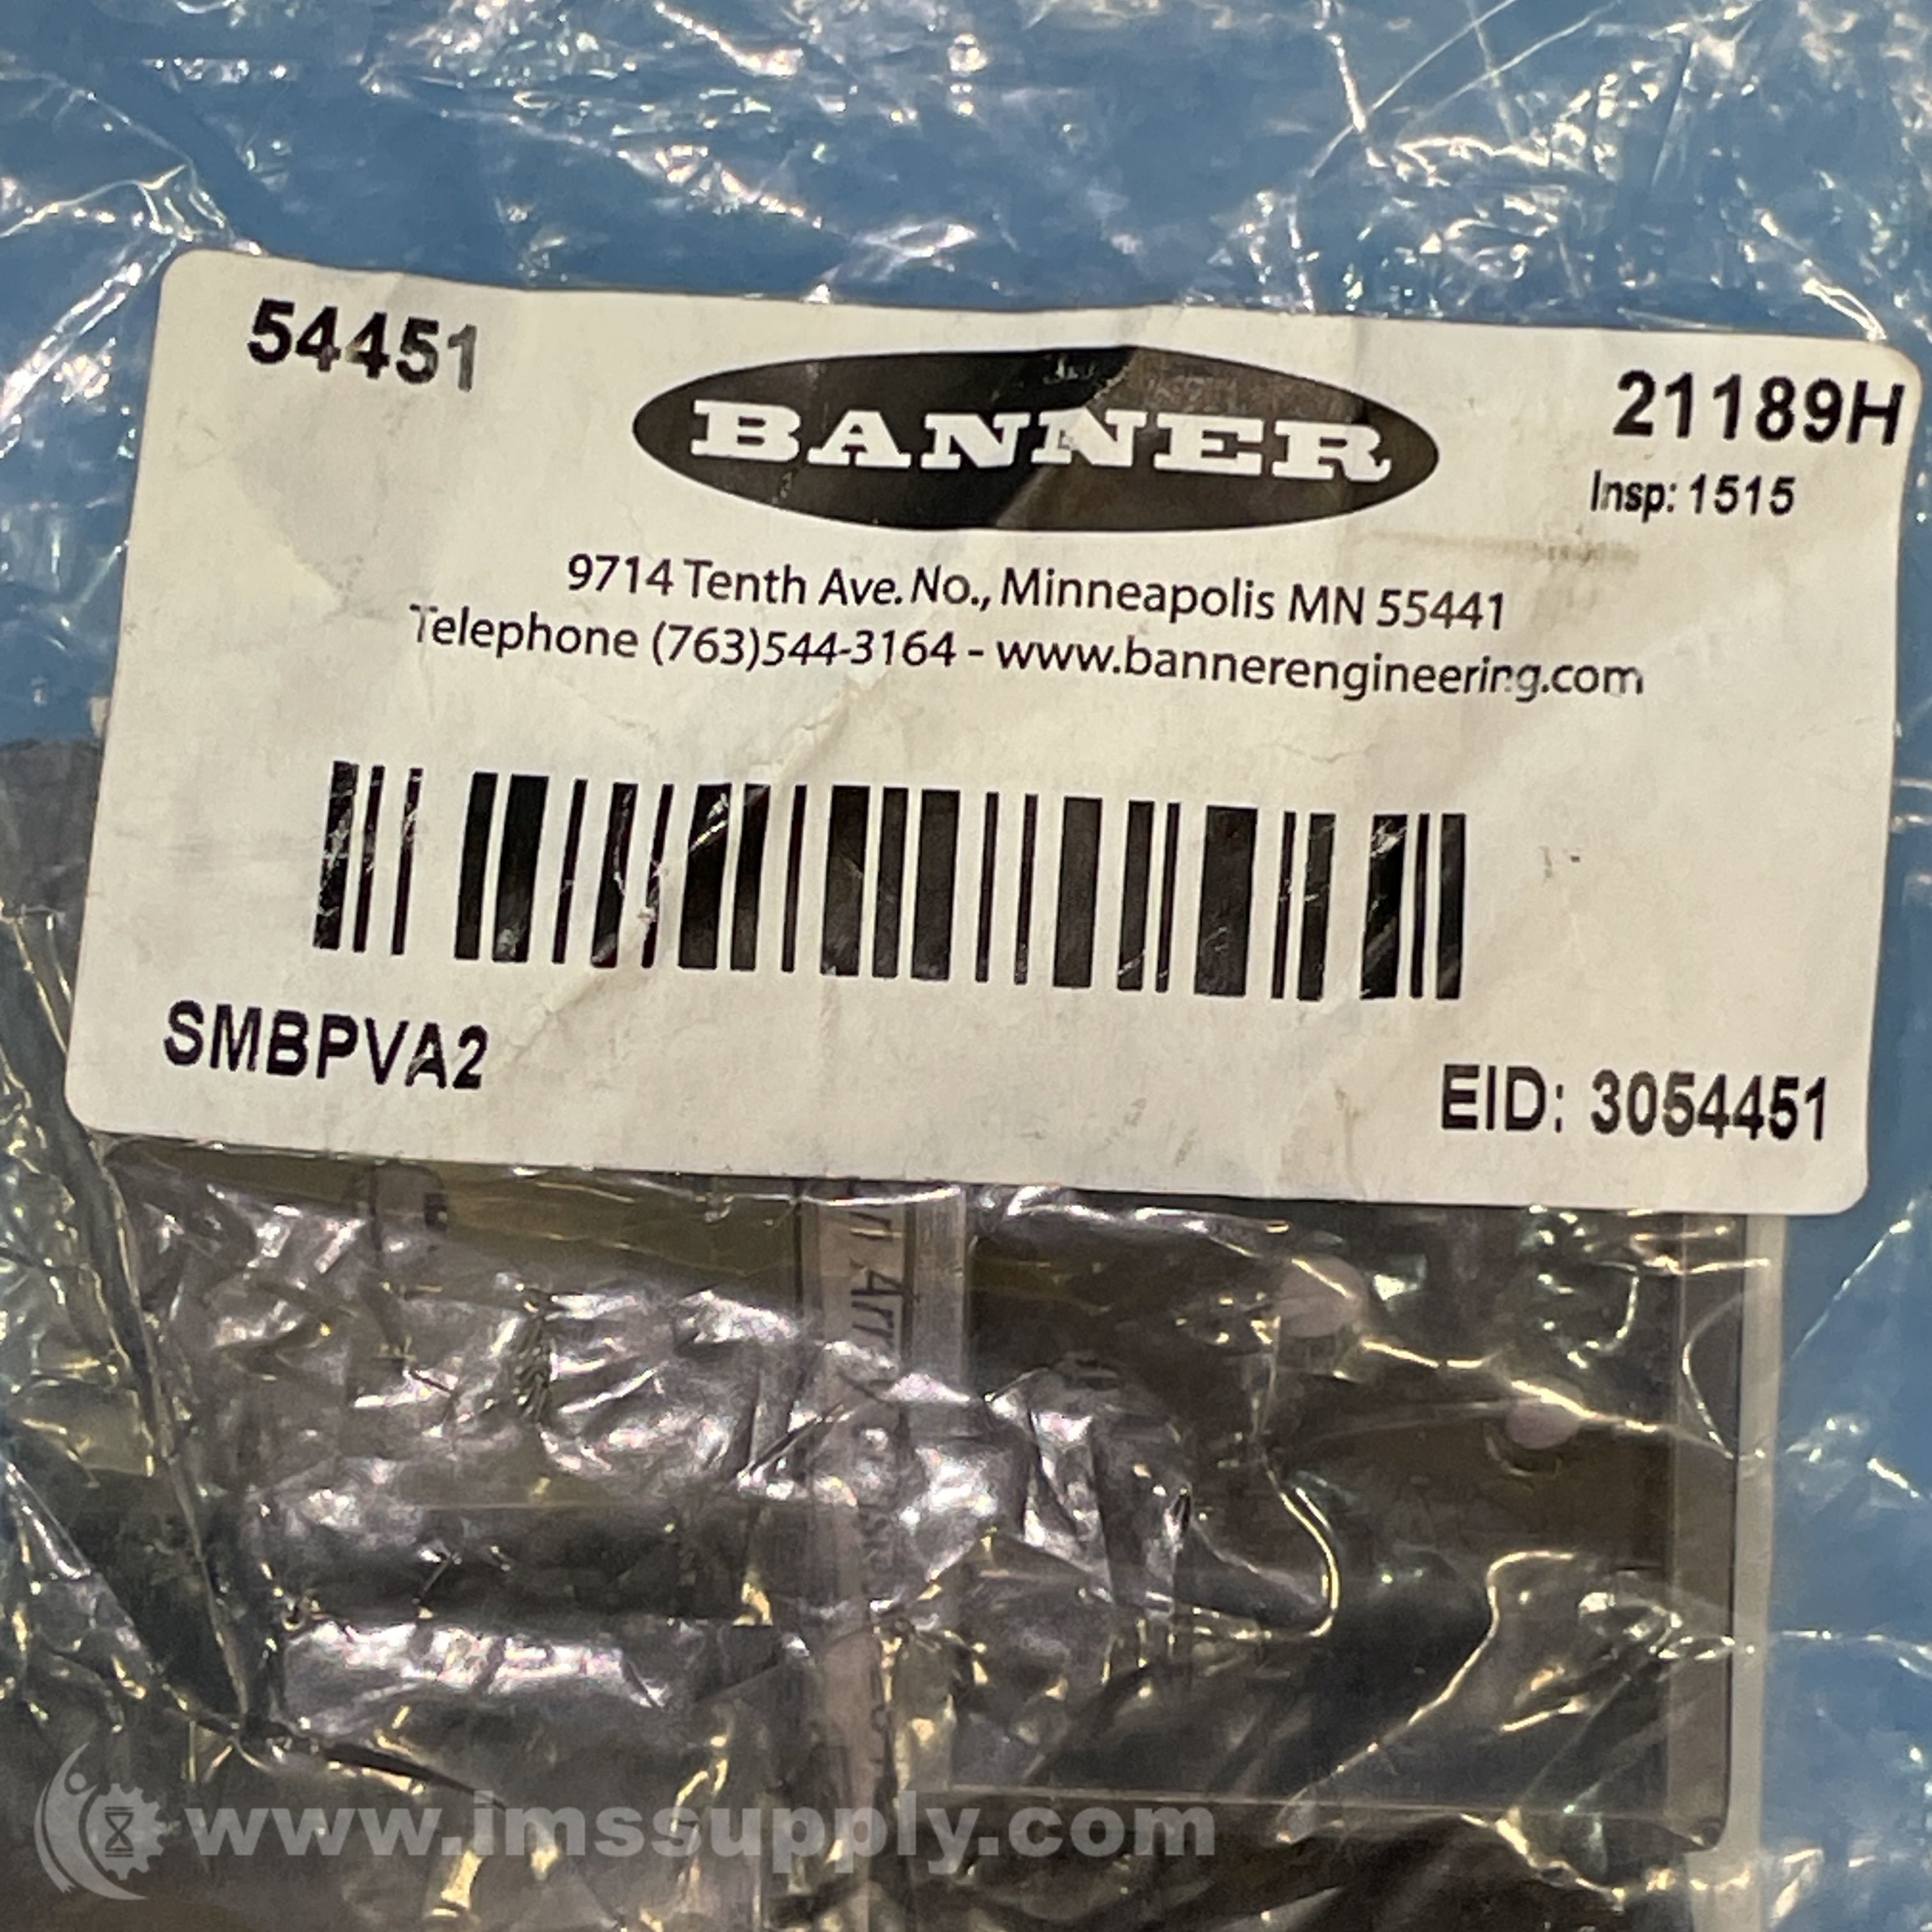 54451
BANNER
21189H
Insp: 1515
9714 Tenth Ave. No., Minneapolis MN 55441
Telephone (763)544-3164 - www.bannerengineering.com
SMBPVA2
EID: 3054451
www.imssupply.com